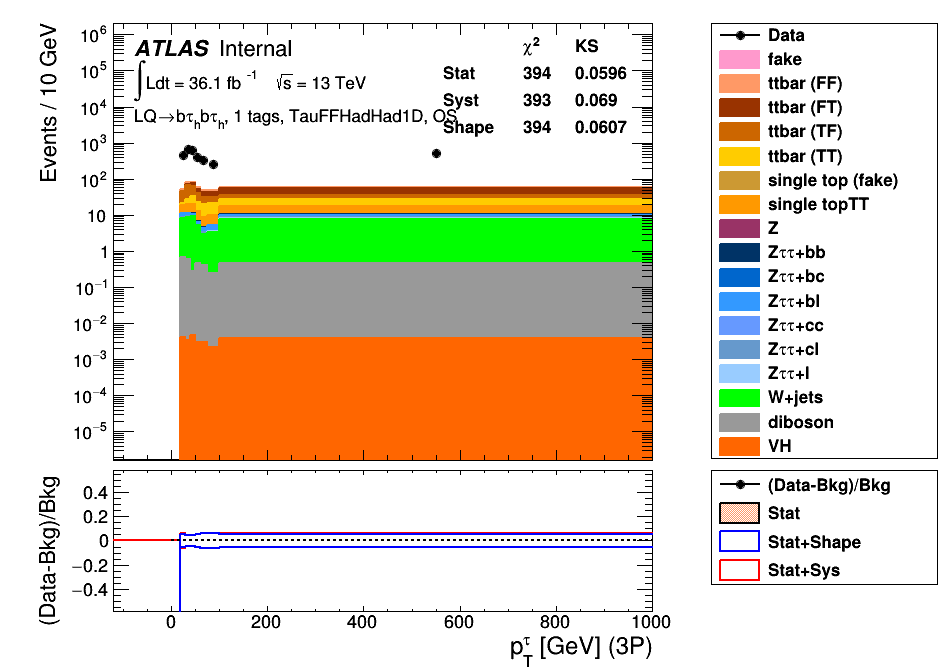 Events / 10 GeV
10⁶
10⁵
10⁴
10³
10²
10
1
10⁻¹
10⁻²
10⁻³
10⁻⁴
10⁻⁵
ATLAS Internal
∫Ldt = 36.1 fb⁻¹ √s = 13 TeV
LQ→bτₕbτₕ, 1 tags, TauFFHadHad1D, OS
χ² KS
Stat 394 0.0596
Syst 393 0.069
Shape 394 0.0607
Data
fake
ttbar (FF)
ttbar (FT)
ttbar (TF)
ttbar (TT)
single top (fake)
single topTT
Z
Zττ+bb
Zττ+bc
Zττ+bl
Zττ+cc
Zττ+cl
Zττ+l
W+jets
diboson
VH
(Data-Bkg)/Bkg
0.4
0.2
0
−0.2
−0.4
0 200 400 600 800 1000
p_T^τ [GeV] (3P)
(Data-Bkg)/Bkg
Stat
Stat+Shape
Stat+Sys